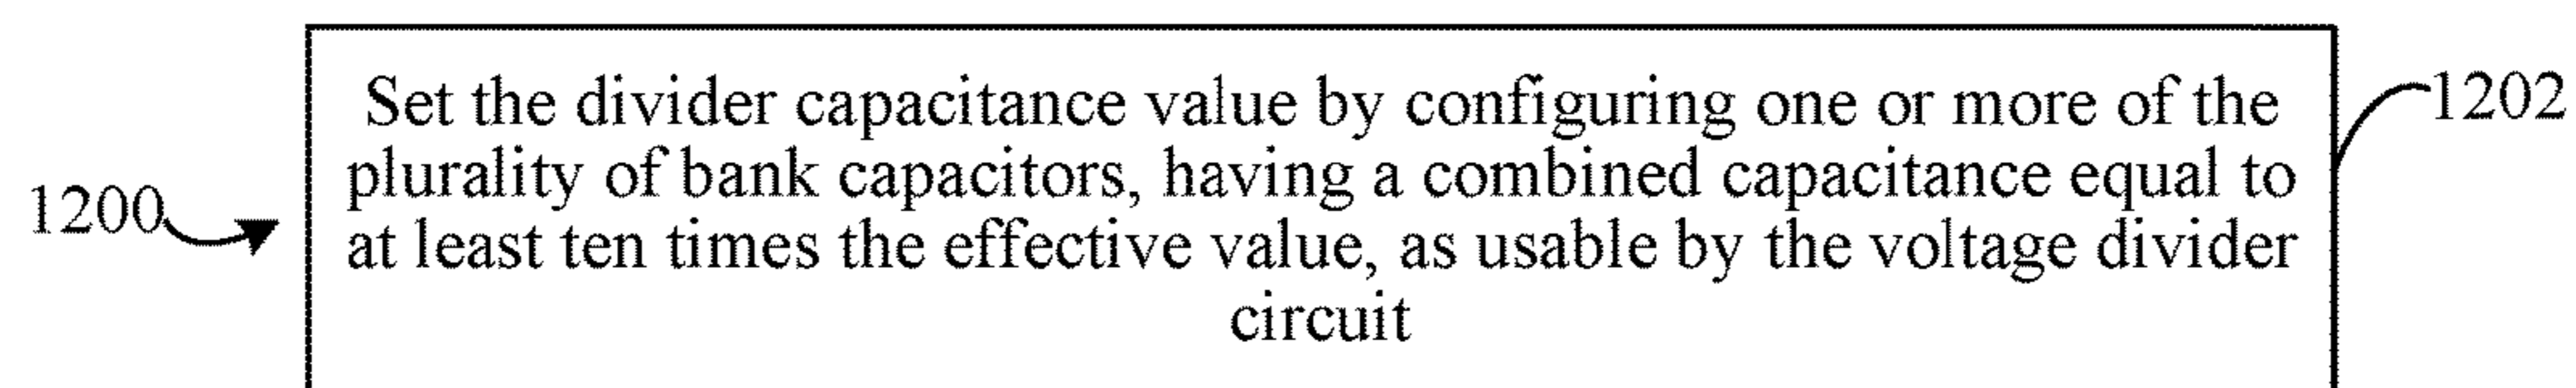 Set the divider capacitance value by configuring one or more of the
1202
plurality of bank capacitors, having a combined capacitance equal to
1200
at least ten times the effective value, as usable by the voltage divider
circuit